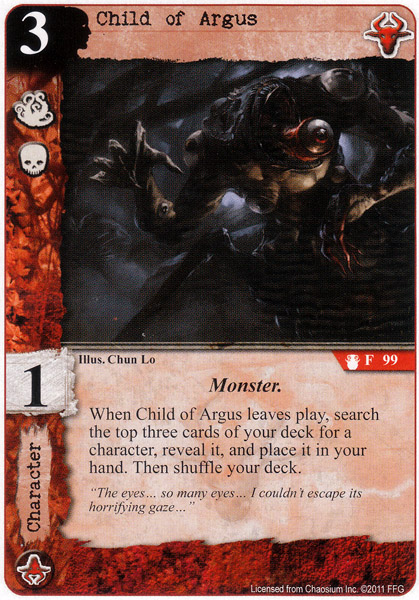 3
Child of Argus
Illus. Chun Lo
F 99
1
Monster.
When Child of Argus leaves play, search
the top three cards of your deck for a
character, reveal it, and place it in your
hand. Then shuffle your deck.
“The eyes… so many eyes… I couldn’t escape its
horrifying gaze…”
Character
Licensed from Chaosium Inc. ©2011 FFG